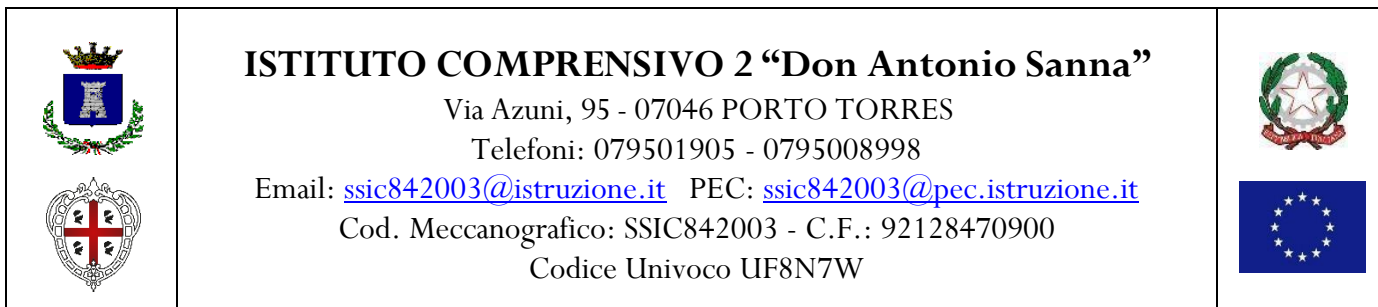 ISTITUTO COMPRENSIVO 2 “Don Antonio Sanna”
Via Azuni, 95 - 07046 PORTO TORRES
Telefoni: 079501905 - 0795008998
Email: ssic842003@istruzione.it PEC: ssic842003@pec.istruzione.it
Cod. Meccanografico: SSIC842003 - C.F.: 92128470900
Codice Univoco UF8N7W